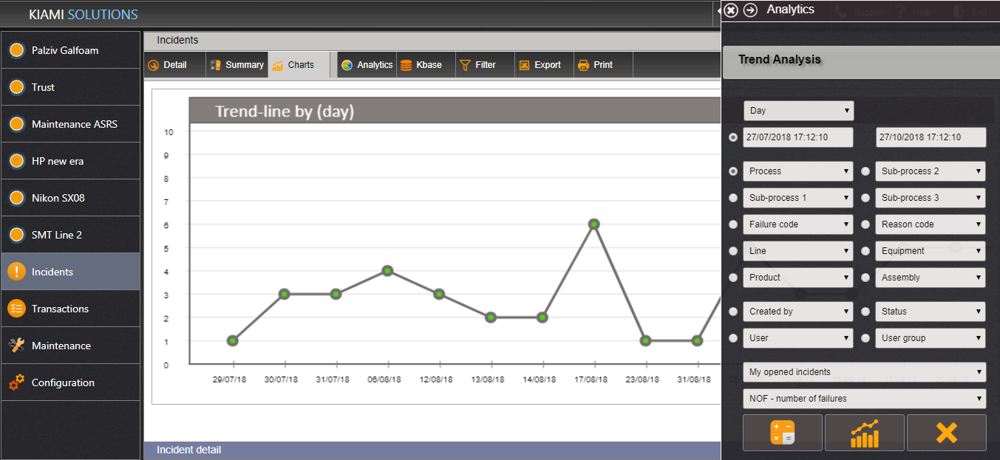 KIAMI SOLUTIONS
Analytics
Support
Help
Exit
Palziv Galfoam
Trust
Maintenance ASRS
HP new era
Nikon SX08
SMT Line 2
Incidents
Transactions
Maintenance
Configuration
Incidents
Detail
Summary
Charts
Analytics
Kbase
Filter
Export
Print
Trend-line by (day)
10
9
8
7
6
5
4
3
2
1
0
29/07/18 30/07/18 31/07/18 06/08/18 12/08/18 13/08/18 14/08/18 17/08/18 23/08/18 31/08/18
Incident detail
Trend Analysis
Day
27/07/2018 17:12:10 27/10/2018 17:12:10
Process Sub-process 2
Sub-process 1 Sub-process 3
Failure code Reason code
Line Equipment
Product Assembly
Created by Status
User User group
My opened incidents
NOF - number of failures